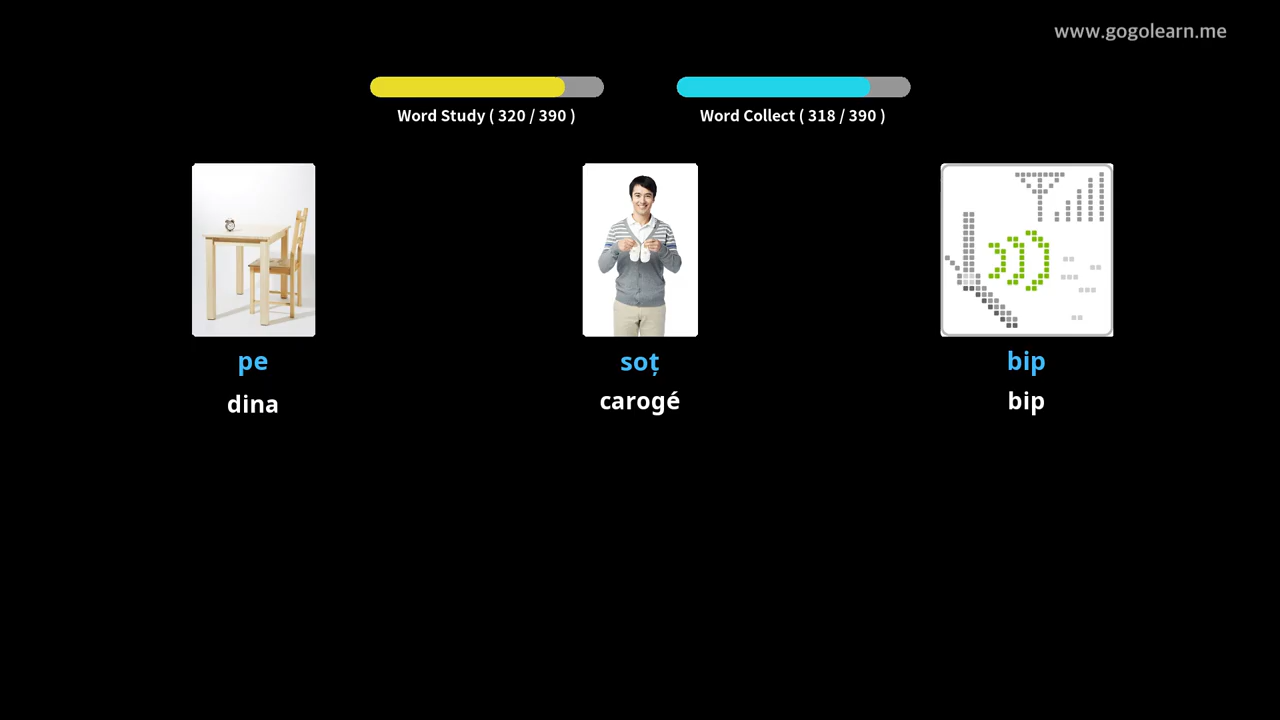 www.gogolearn.me
Word Study ( 320 / 390 )
Word Collect ( 318 / 390 )
pe
soț
bip
dina
carogé
bip